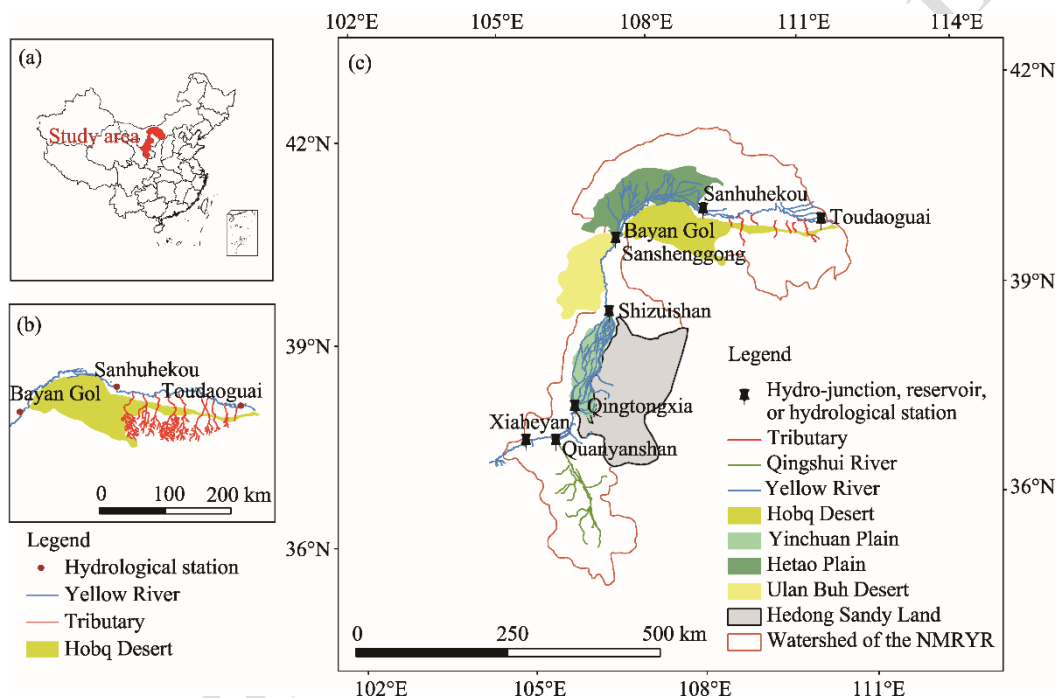 (a)
Study area
(b)
Sanhuhekou
Bayan Gol
Toudaoguai
0 100 200 km
Legend
Hydrological station
Yellow River
Tributary
Hobq Desert
102°E 105°E 108°E 111°E 114°E
(c)
42°N
42°N
Sanhuhekou
Toudaoguai
Bayan Gol
Sanshenggong
39°N
Shizuishan
39°N
Qingtongxia
Xiaheyan
Quanyanshan
36°N
36°N
Legend
Hydro-junction, reservoir,
or hydrological station
Tributary
Qingshui River
Yellow River
Hobq Desert
Yinchuan Plain
Hetao Plain
Ulan Buh Desert
Hedong Sandy Land
Watershed of the NMRYR
0 250 500 km
102°E 105°E 108°E 111°E